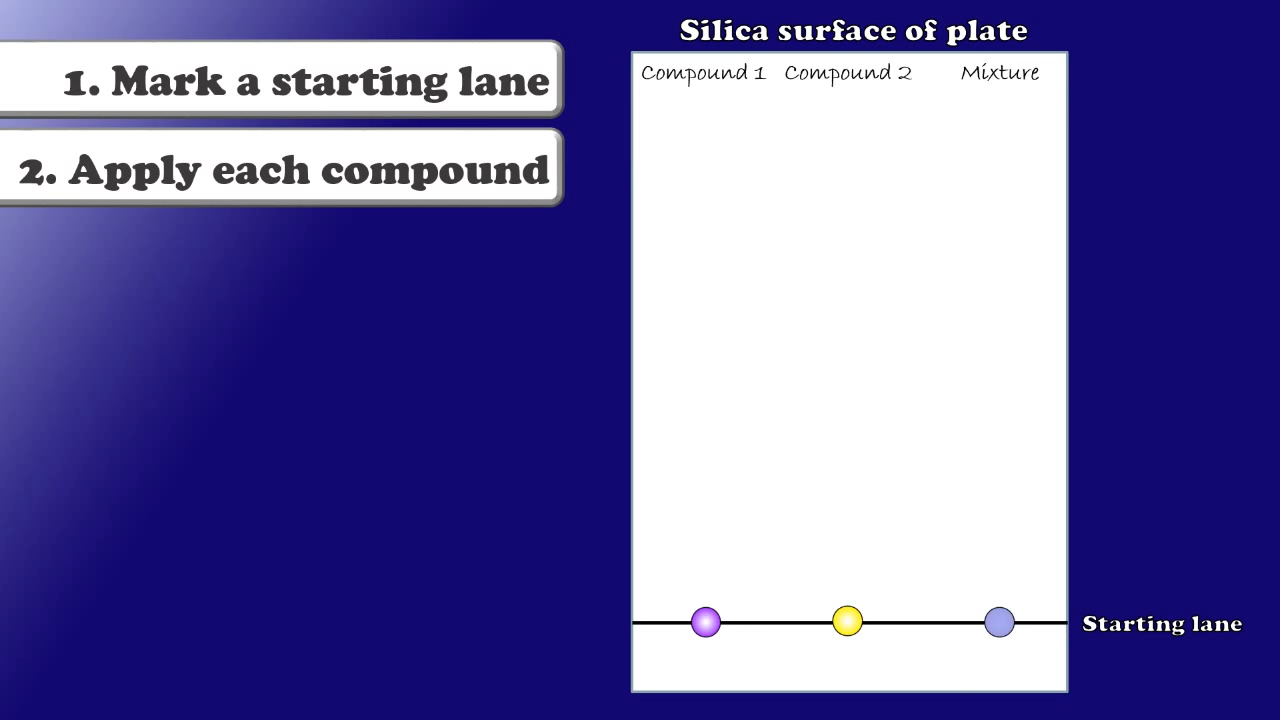 1. Mark a starting lane
2. Apply each compound
Silica surface of plate
Compound 1 Compound 2 Mixture
Starting lane